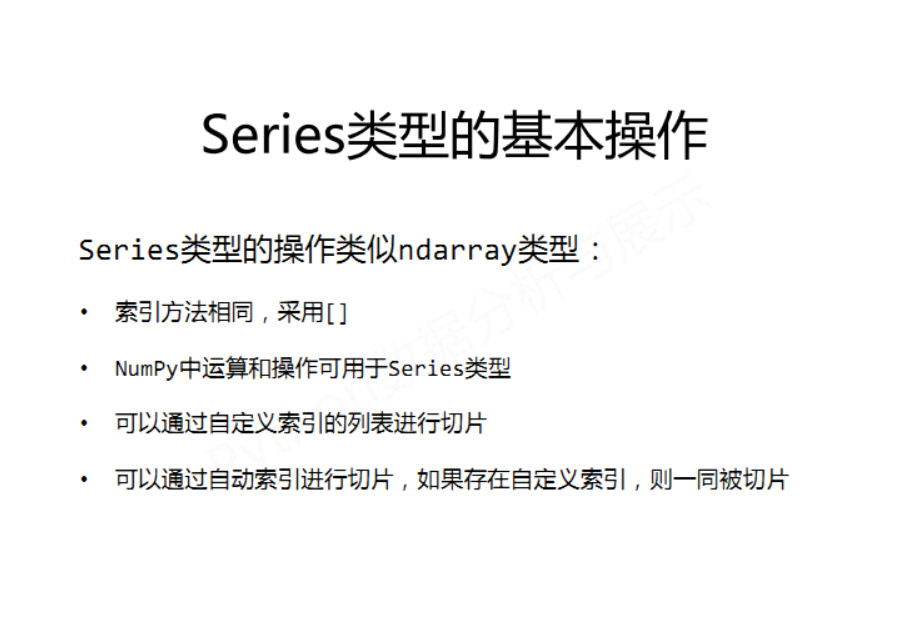 Series类型的基本操作
Series类型的操作类似ndarray类型：
• 索引方法相同，采用[]
• NumPy中运算和操作可用于Series类型
• 可以通过自定义索引的列表进行切片
• 可以通过自动索引进行切片，如果存在自定义索引，则一同被切片
Python数据分析与展示